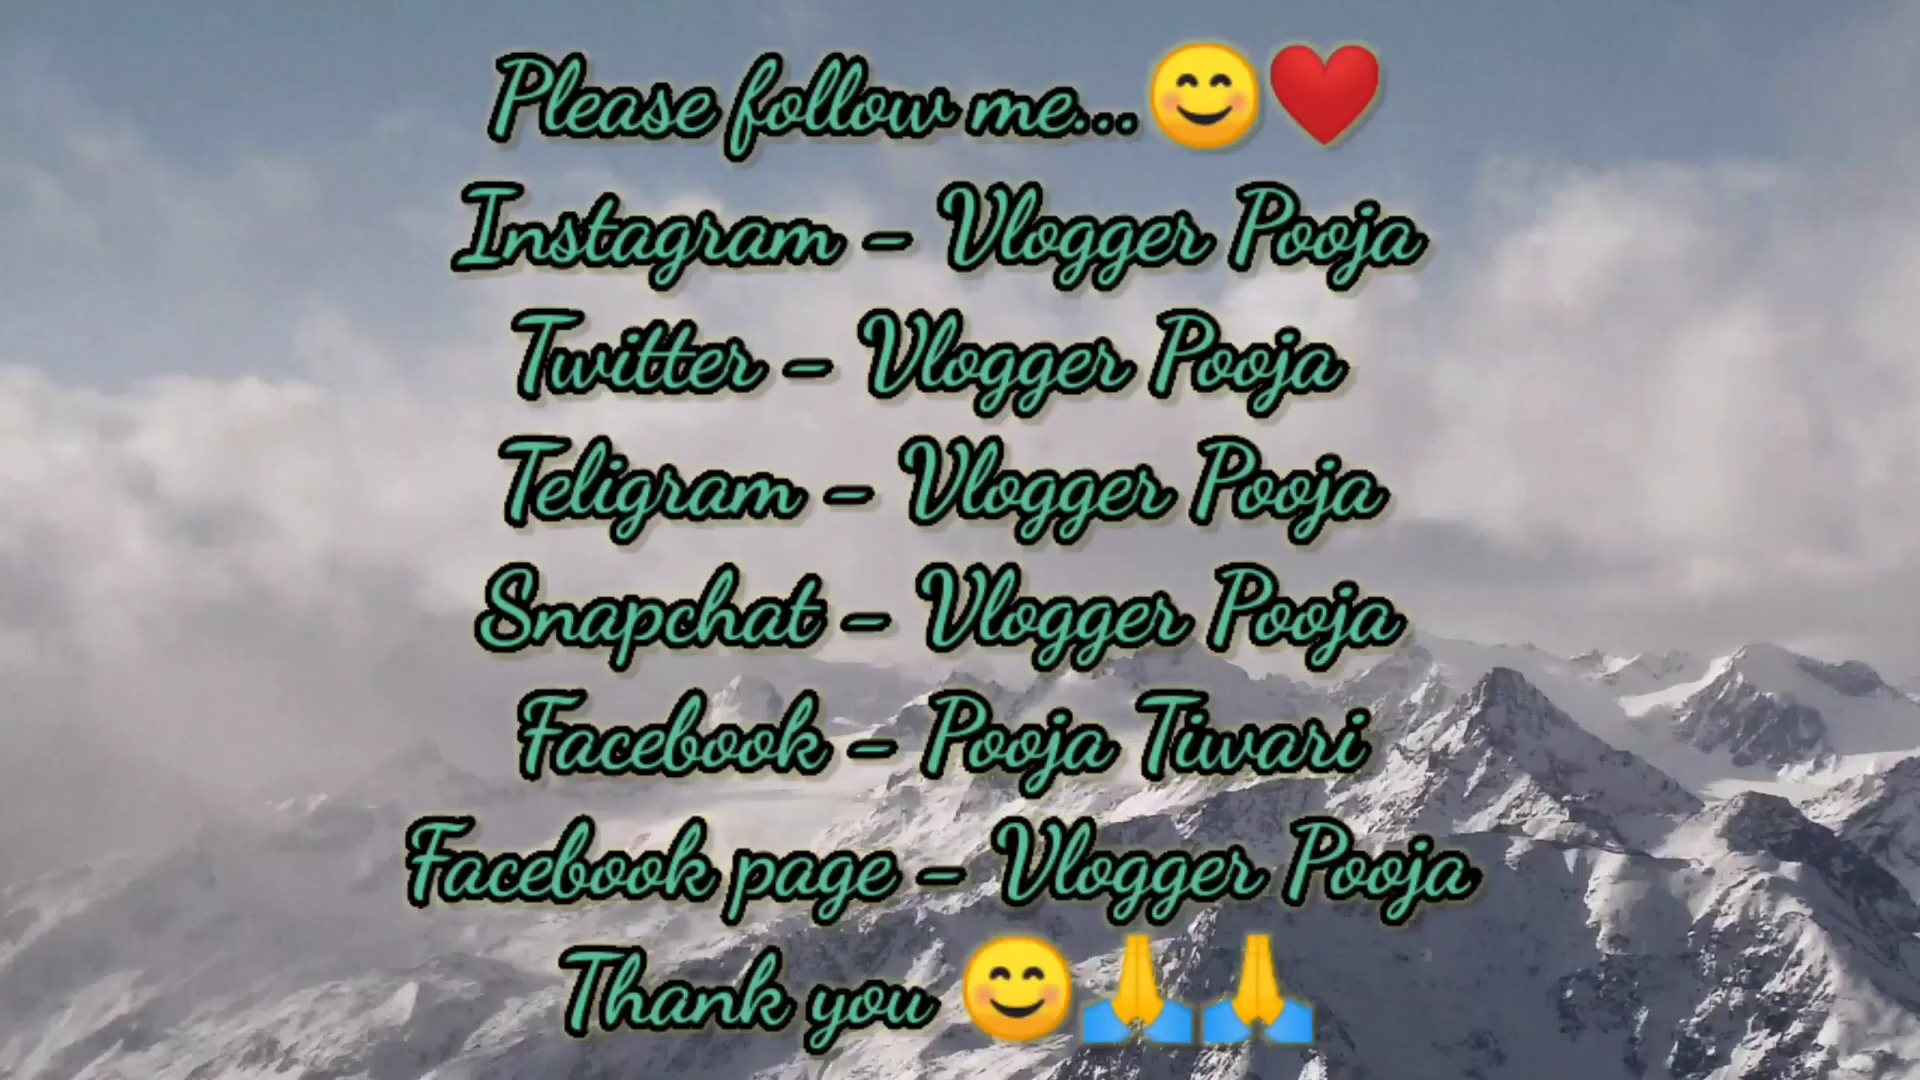 Please follow me...😊❤️
Instagram - Vlogger Pooja
Twitter - Vlogger Pooja
Teligram - Vlogger Pooja
Snapchat - Vlogger Pooja
Facebook - Pooja Tiwari
Facebook page - Vlogger Pooja
Thank you 😊🙏🙏